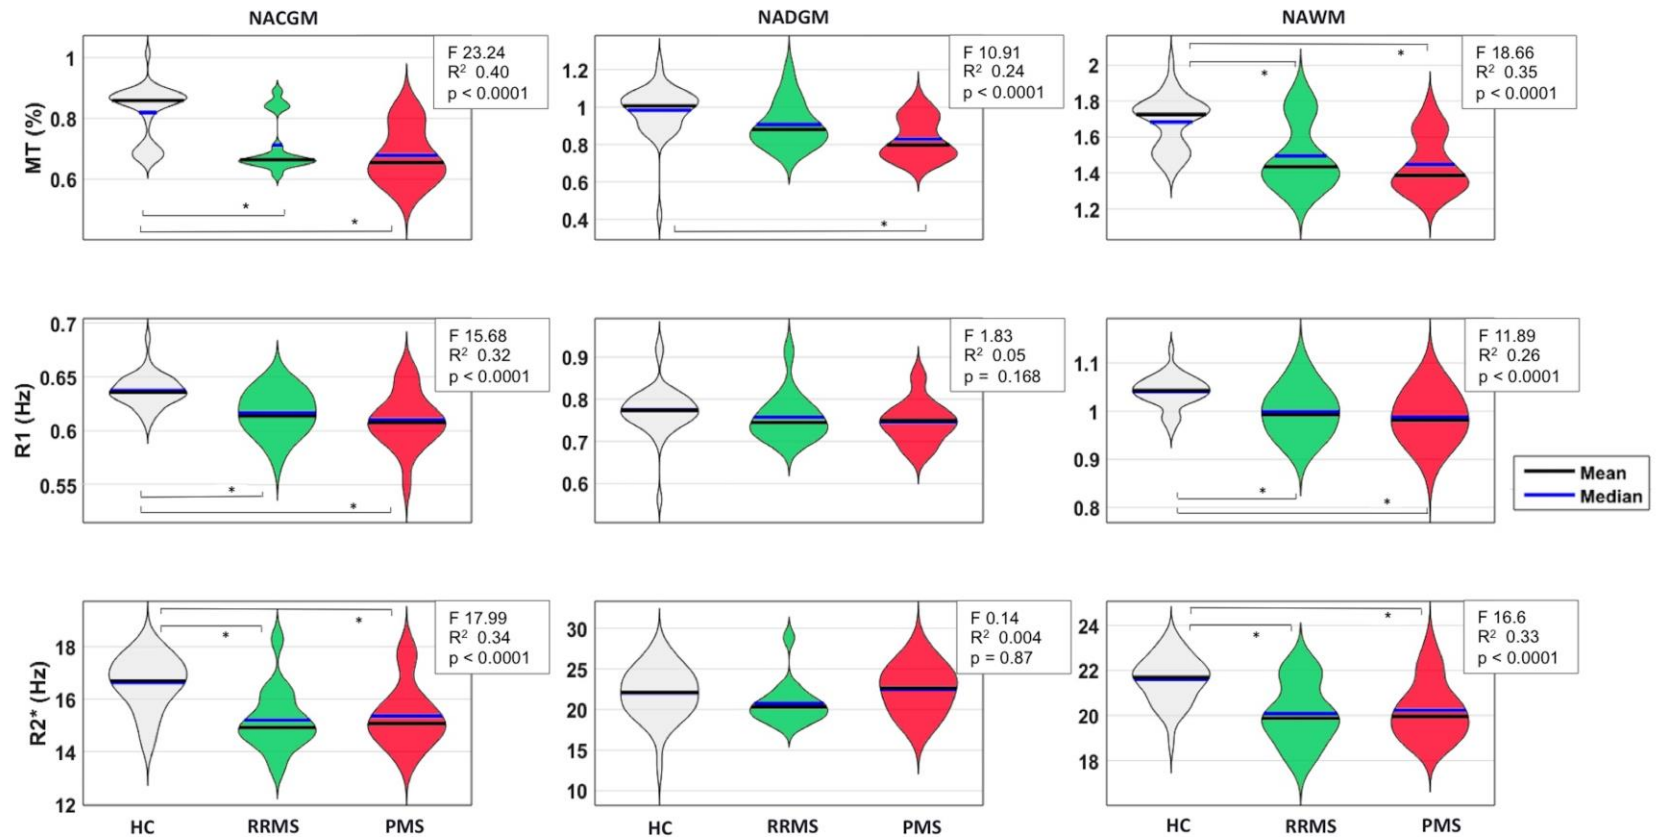 NACGM
NADGM
NAWM
MT (%)
1
0.8
0.6
*
*
F 23.24
R² 0.40
p < 0.0001
1.2
1
0.8
0.6
0.4
*
F 10.91
R² 0.24
p < 0.0001
2
1.8
1.6
1.4
1.2
*
*
F 18.66
R² 0.35
p < 0.0001
R1 (Hz)
0.7
0.65
0.6
0.55
*
*
F 15.68
R² 0.32
p < 0.0001
0.9
0.8
0.7
0.6
F 1.83
R² 0.05
p = 0.168
1.1
1
0.9
0.8
*
*
F 11.89
R² 0.26
p < 0.0001
Mean
Median
R2* (Hz)
18
16
14
12
*
*
F 17.99
R² 0.34
p < 0.0001
30
25
20
15
10
F 0.14
R² 0.004
p = 0.87
24
22
20
18
*
*
F 16.6
R² 0.33
p < 0.0001
HC RRMS PMS
HC RRMS PMS
HC RRMS PMS